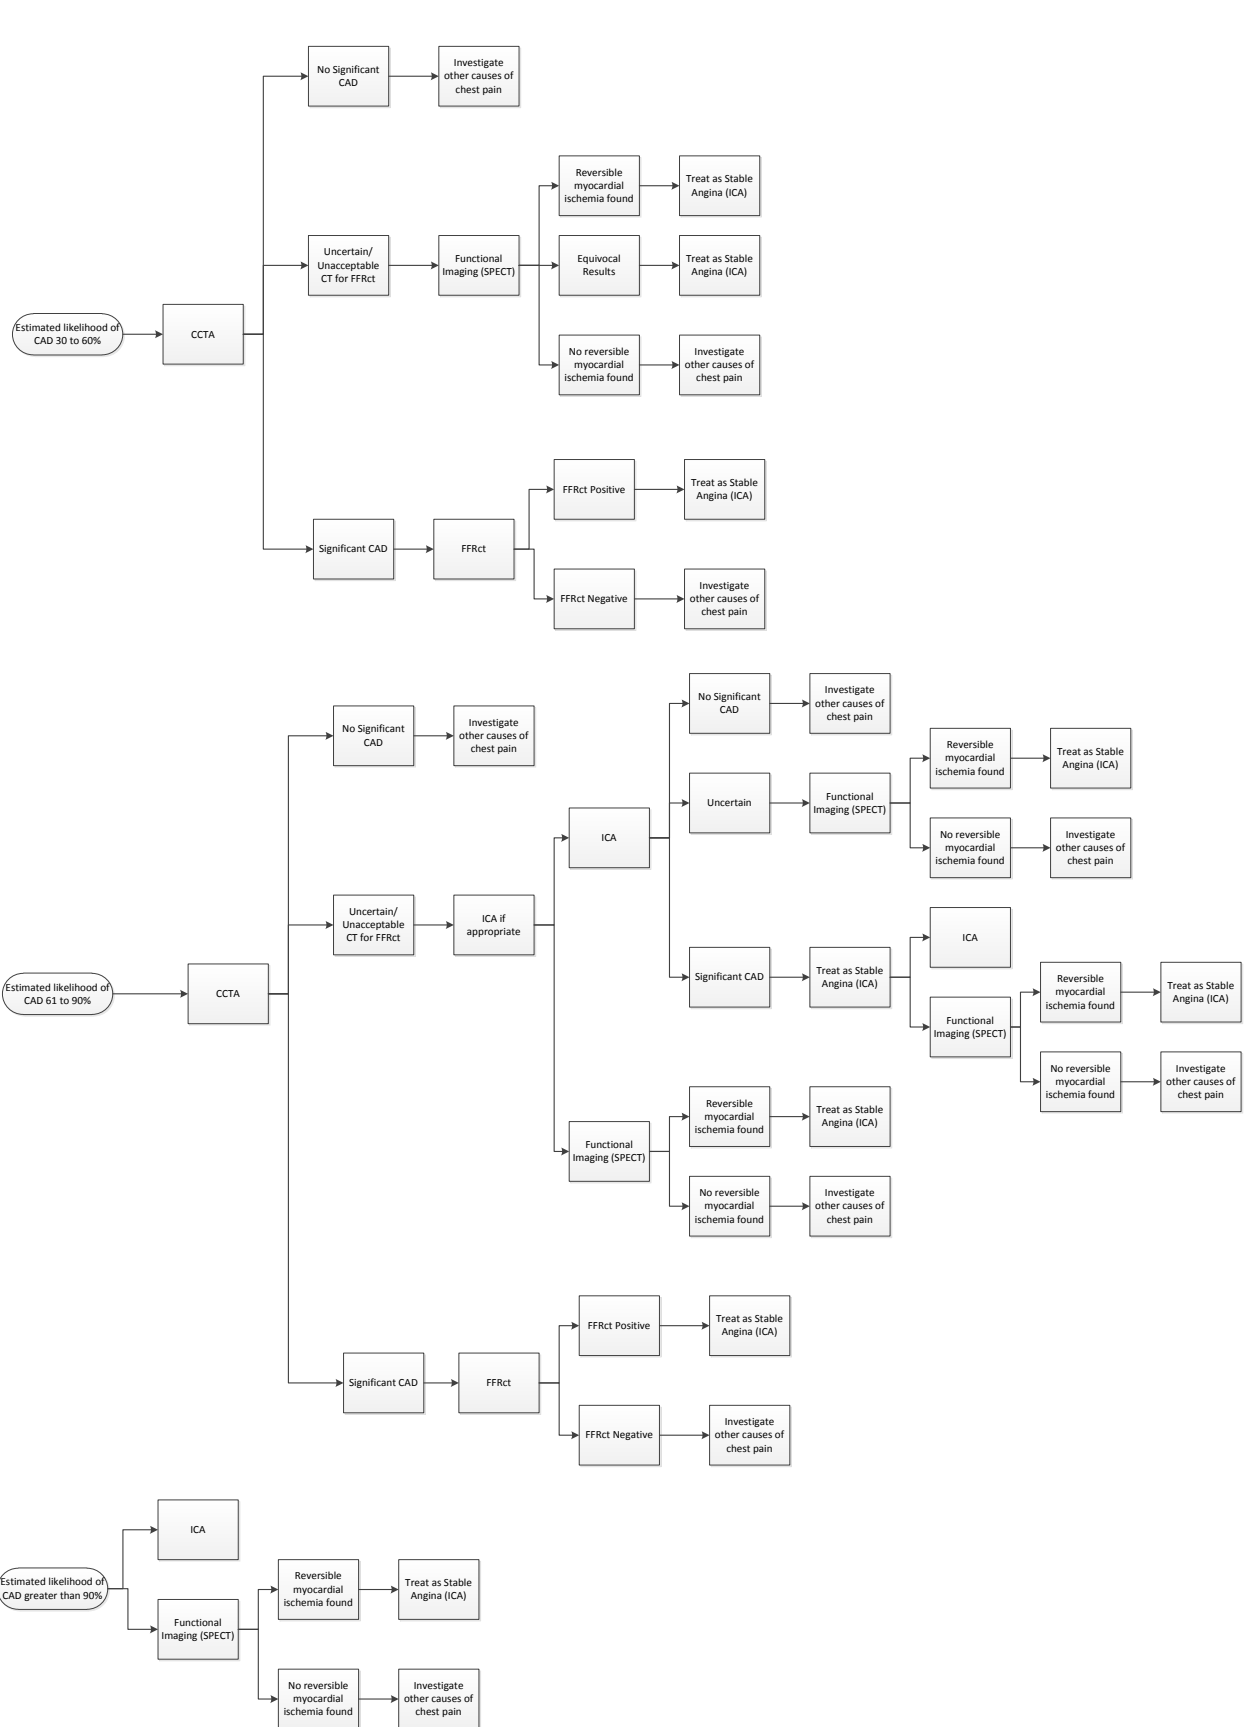 No Significant
CAD
Investigate
other causes of
chest pain
Reversible
myocardial
ischemia found
Treat as Stable
Angina (ICA)
Uncertain/
Unacceptable
CT for FFRct
Functional
Imaging (SPECT)
Equivocal
Results
Treat as Stable
Angina (ICA)
Estimated likelihood of
CAD 30 to 60%
CCTA
No reversible
myocardial
ischemia found
Investigate
other causes of
chest pain
FFRct Positive
Treat as Stable
Angina (ICA)
Significant CAD
FFRct
FFRct Negative
Investigate
other causes of
chest pain
No Significant
CAD
Investigate
other causes of
chest pain
No Significant
CAD
Investigate
other causes of
chest pain
Reversible
myocardial
ischemia found
Treat as Stable
Angina (ICA)
Uncertain
Functional
Imaging (SPECT)
ICA
No reversible
myocardial
ischemia found
Investigate
other causes of
chest pain
Uncertain/
Unacceptable
CT for FFRct
ICA if
appropriate
ICA
Significant CAD
Treat as Stable
Angina (ICA)
Estimated likelihood of
CAD 61 to 90%
CCTA
Reversible
myocardial
ischemia found
Treat as Stable
Angina (ICA)
Functional
Imaging (SPECT)
No reversible
myocardial
ischemia found
Investigate
other causes of
chest pain
Reversible
myocardial
ischemia found
Treat as Stable
Angina (ICA)
Functional
Imaging (SPECT)
No reversible
myocardial
ischemia found
Investigate
other causes of
chest pain
FFRct Positive
Treat as Stable
Angina (ICA)
Significant CAD
FFRct
FFRct Negative
Investigate
other causes of
chest pain
ICA
Estimated likelihood of
CAD greater than 90%
Reversible
myocardial
ischemia found
Treat as Stable
Angina (ICA)
Functional
Imaging (SPECT)
No reversible
myocardial
ischemia found
Investigate
other causes of
chest pain